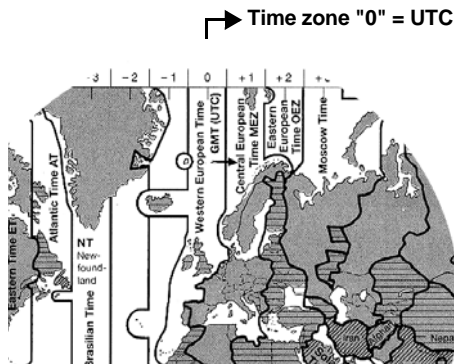 Time zone "0" = UTC
-3 -2 -1 0 +1 +2
Eastern Time ET
Atlantic Time AT
NT
New-
found-
land
Brasilian Time
Western European Time
GMT (UTC)
Central European
Time MEZ
Eastern
European
Time OEZ
Moscow Time
Iran